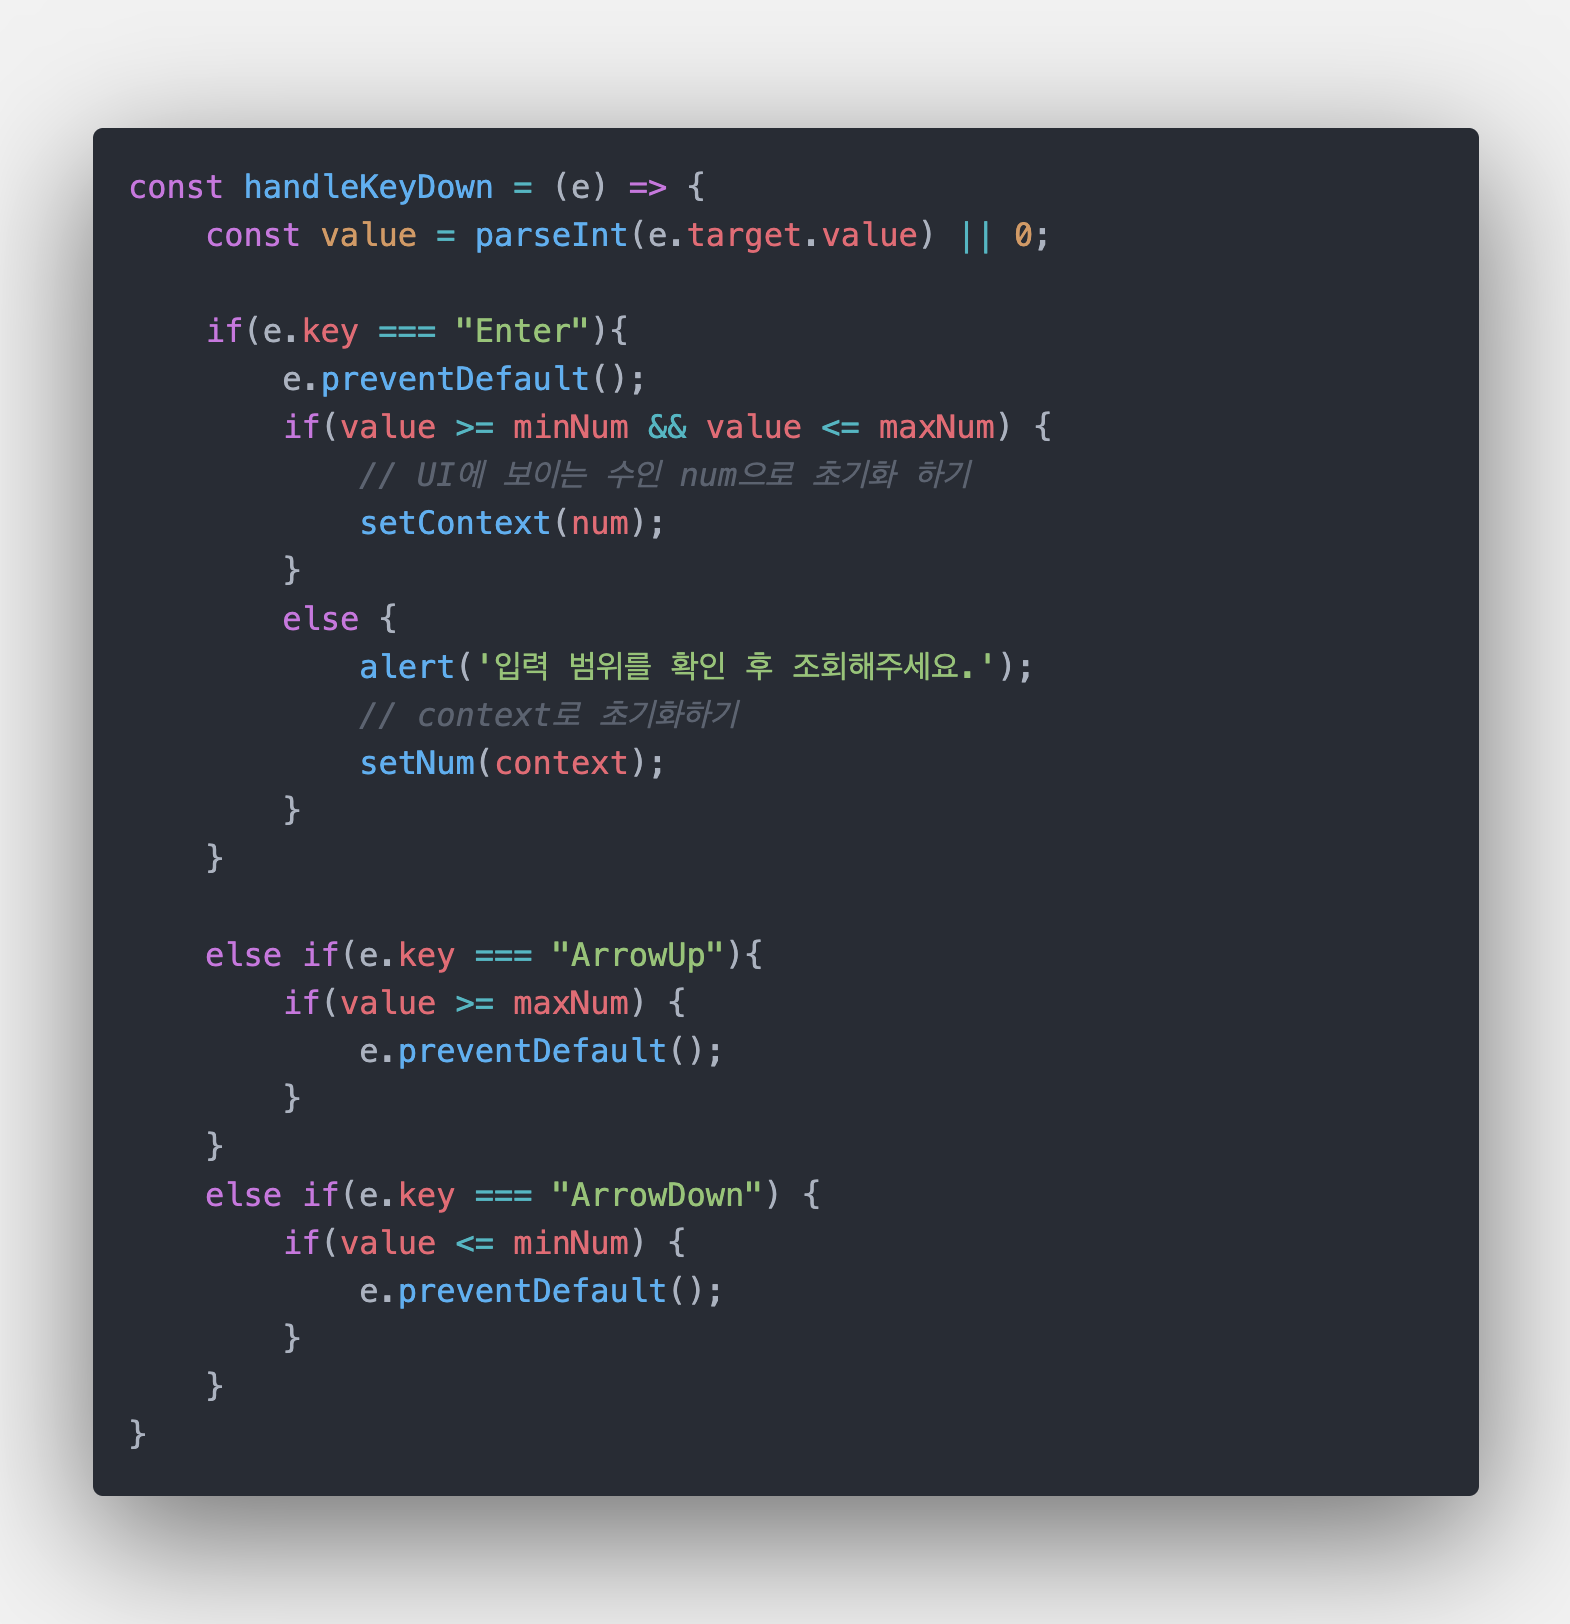 const handleKeyDown = (e) => {
    const value = parseInt(e.target.value) || 0;

    if(e.key === "Enter"){
        e.preventDefault();
        if(value >= minNum && value <= maxNum) {
            // UI에 보이는 수인 num으로 초기화 하기
            setContext(num);
        }
        else {
            alert('입력 범위를 확인 후 조회해주세요.');
            // context로 초기화하기
            setNum(context);
        }
    }

    else if(e.key === "ArrowUp"){
        if(value >= maxNum) {
            e.preventDefault();
        }
    }
    else if(e.key === "ArrowDown") {
        if(value <= minNum) {
            e.preventDefault();
        }
    }
}